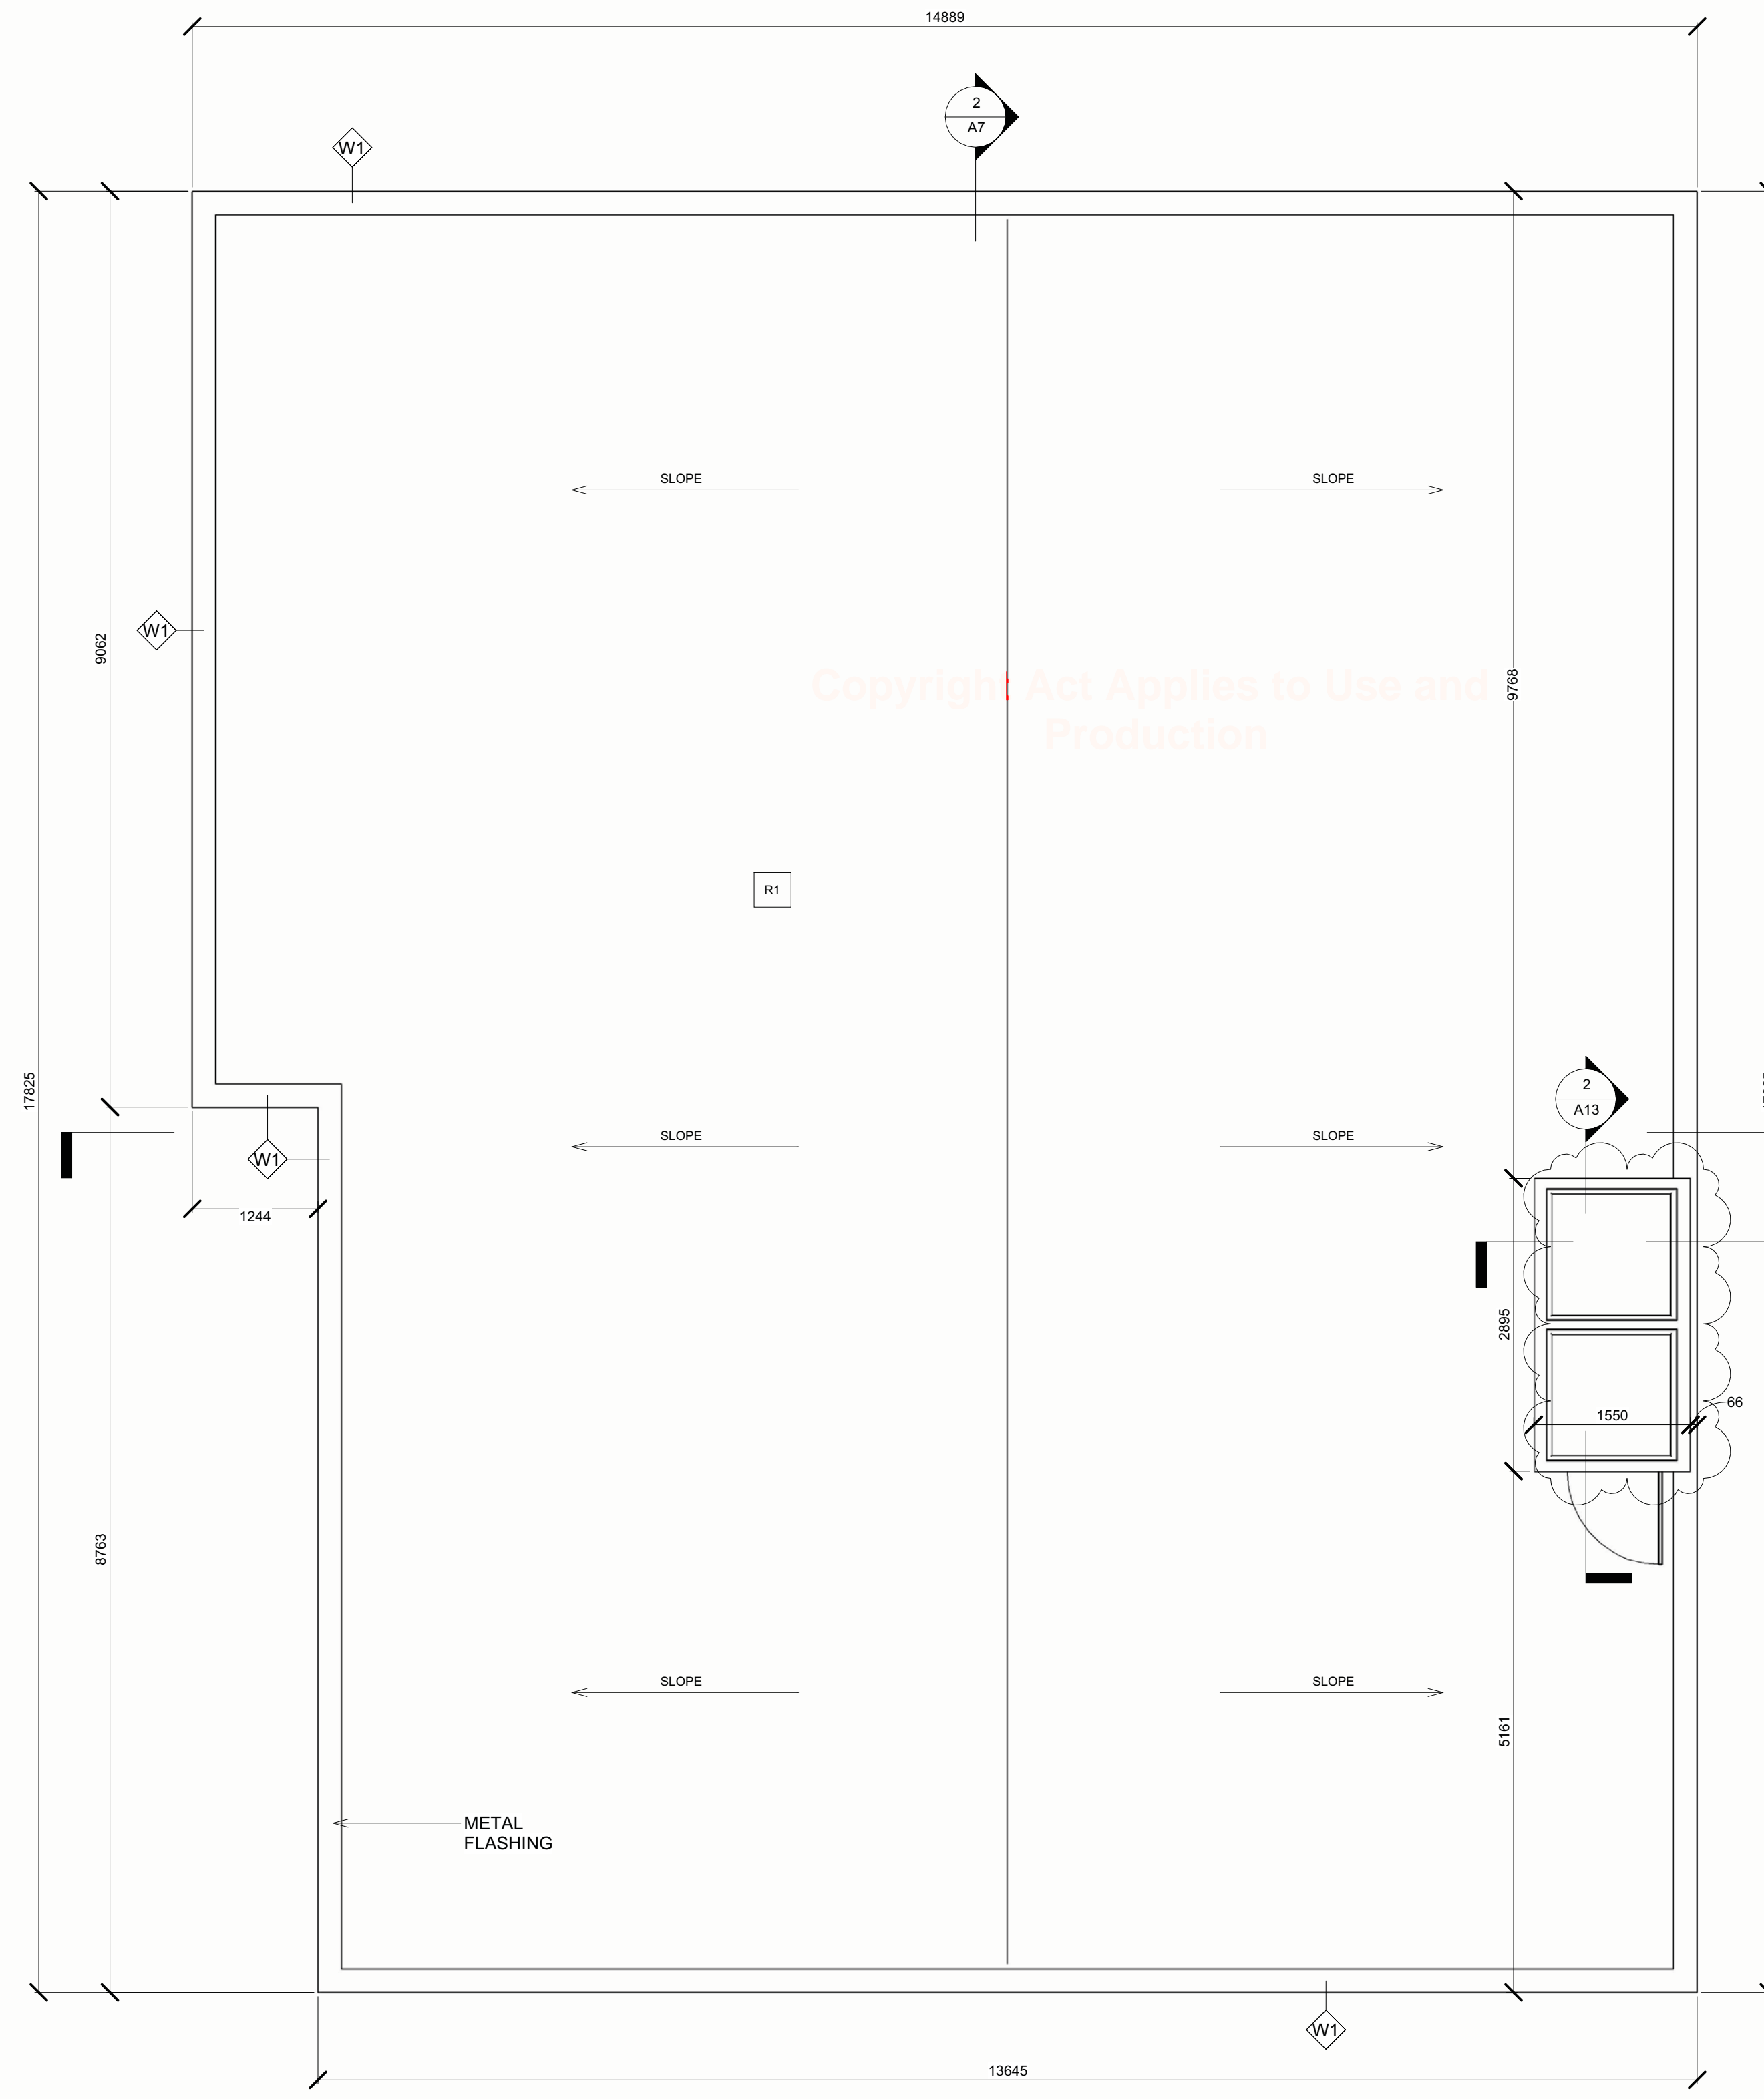 14889
2
A7
W1
SLOPE
SLOPE
W1
9062
9768
Copyright Act Applies to Use and
Production
R1
17825
2
A13
SLOPE
SLOPE
W1
1244
2895
66
1550
8763
SLOPE
SLOPE
5161
METAL
FLASHING
W1
13645